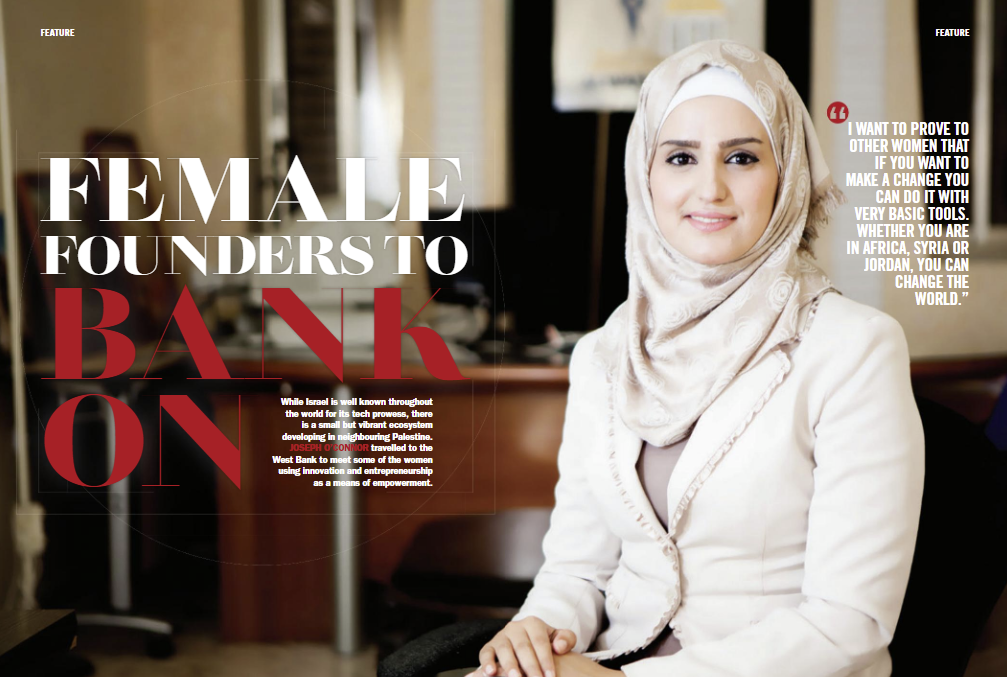 FEATURE
FEATURE
FEMALE
FOUNDERS TO
BANK
ON
While Israel is well known throughout
the world for its tech prowess, there
is a small but vibrant ecosystem
developing in neighbouring Palestine.
JOSEPH O'CONNOR travelled to the
West Bank to meet some of the women
using innovation and entrepreneurship
as a means of empowerment.
“
I WANT TO PROVE TO
OTHER WOMEN THAT
IF YOU WANT TO
MAKE A CHANGE YOU
CAN DO IT WITH
VERY BASIC TOOLS.
WHETHER YOU ARE
IN AFRICA, SYRIA OR
JORDAN, YOU CAN
CHANGE THE
WORLD.”